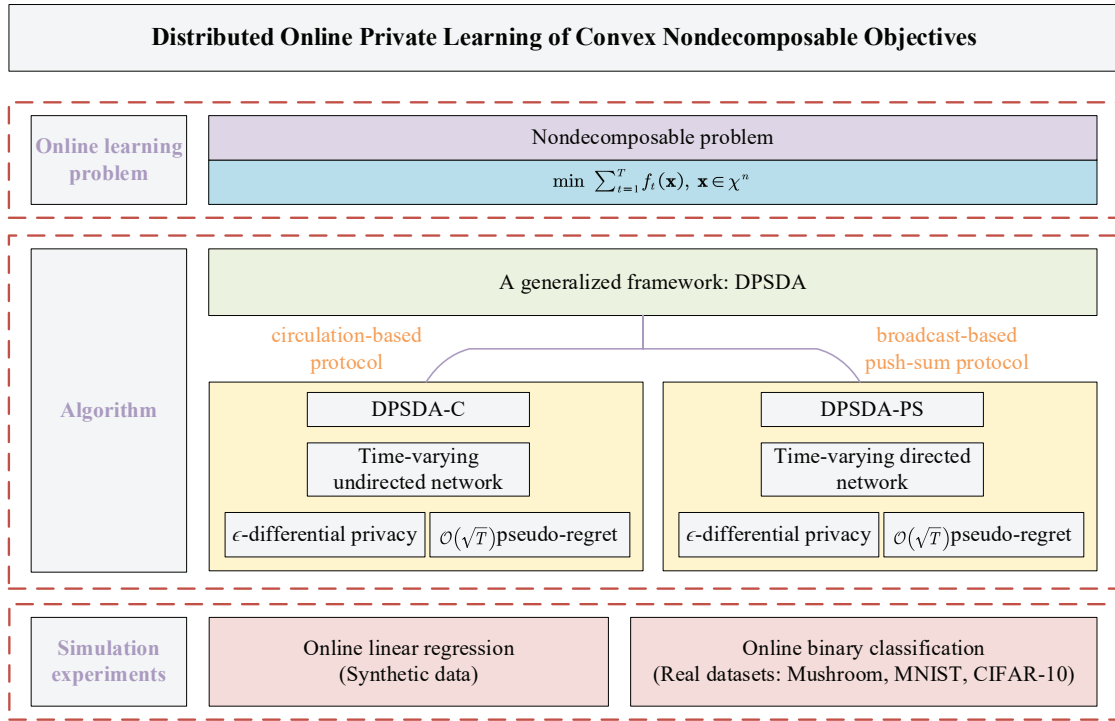 Distributed Online Private Learning of Convex Nondecomposable Objectives
Online learning
problem
Nondecomposable problem
min ∑_{t=1}^{T} f_t(𝐱), 𝐱 ∈ χ^n
Algorithm
A generalized framework: DPSDA
circulation-based
protocol
broadcast-based
push-sum protocol
DPSDA-C
Time-varying
undirected network
ϵ-differential privacy
𝒪(√T) pseudo-regret
DPSDA-PS
Time-varying directed
network
ϵ-differential privacy
𝒪(√T) pseudo-regret
Simulation
experiments
Online linear regression
(Synthetic data)
Online binary classification
(Real datasets: Mushroom, MNIST, CIFAR-10)